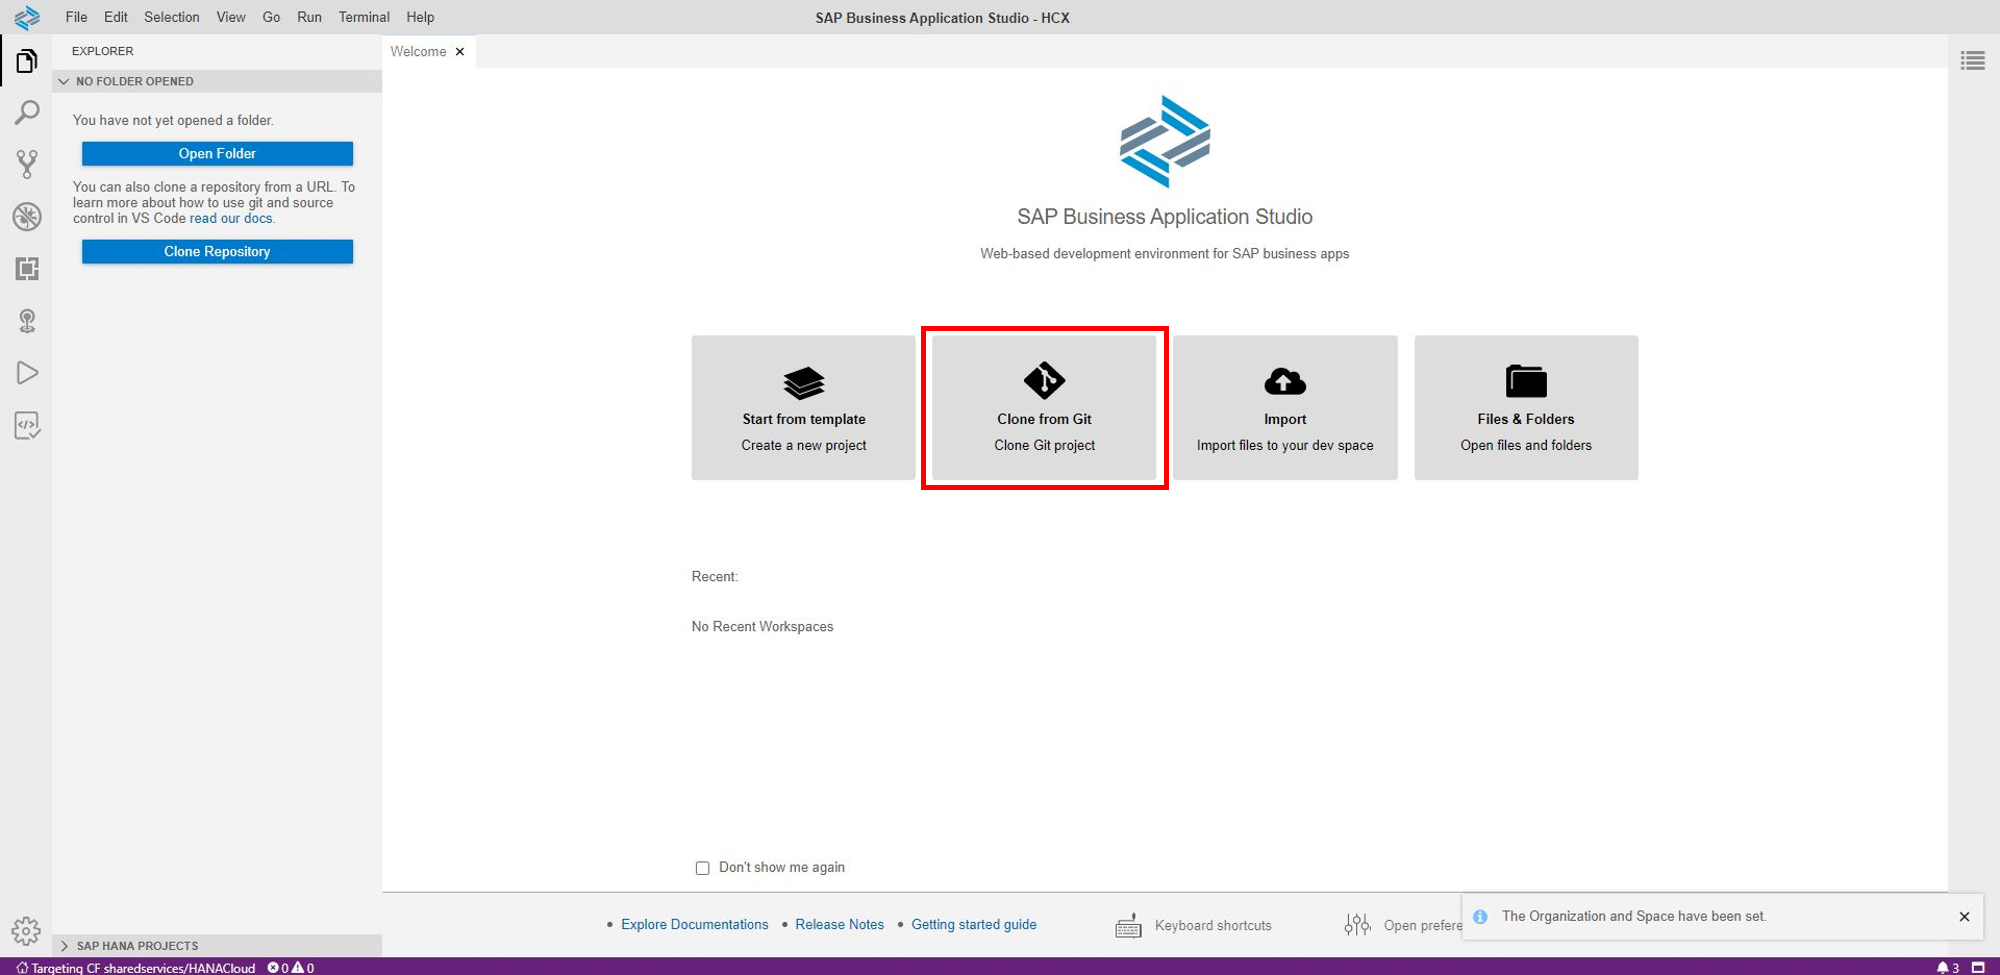 File Edit Selection View Go Run Terminal Help
SAP Business Application Studio - HCX
EXPLORER
NO FOLDER OPENED
You have not yet opened a folder.
Open Folder
You can also clone a repository from a URL. To
learn more about how to use git and source
control in VS Code read our docs.
Clone Repository
Welcome
SAP Business Application Studio
Web-based development environment for SAP business apps
Start from template
Create a new project
Clone from Git
Clone Git project
Import
Import files to your dev space
Files & Folders
Open files and folders
Recent:
No Recent Workspaces
Don't show me again
• Explore Documentations • Release Notes • Getting started guide
Keyboard shortcuts
Open prefere
The Organization and Space have been set.
SAP HANA PROJECTS
Targeting CF sharedservices/HANACloud 0 0
3